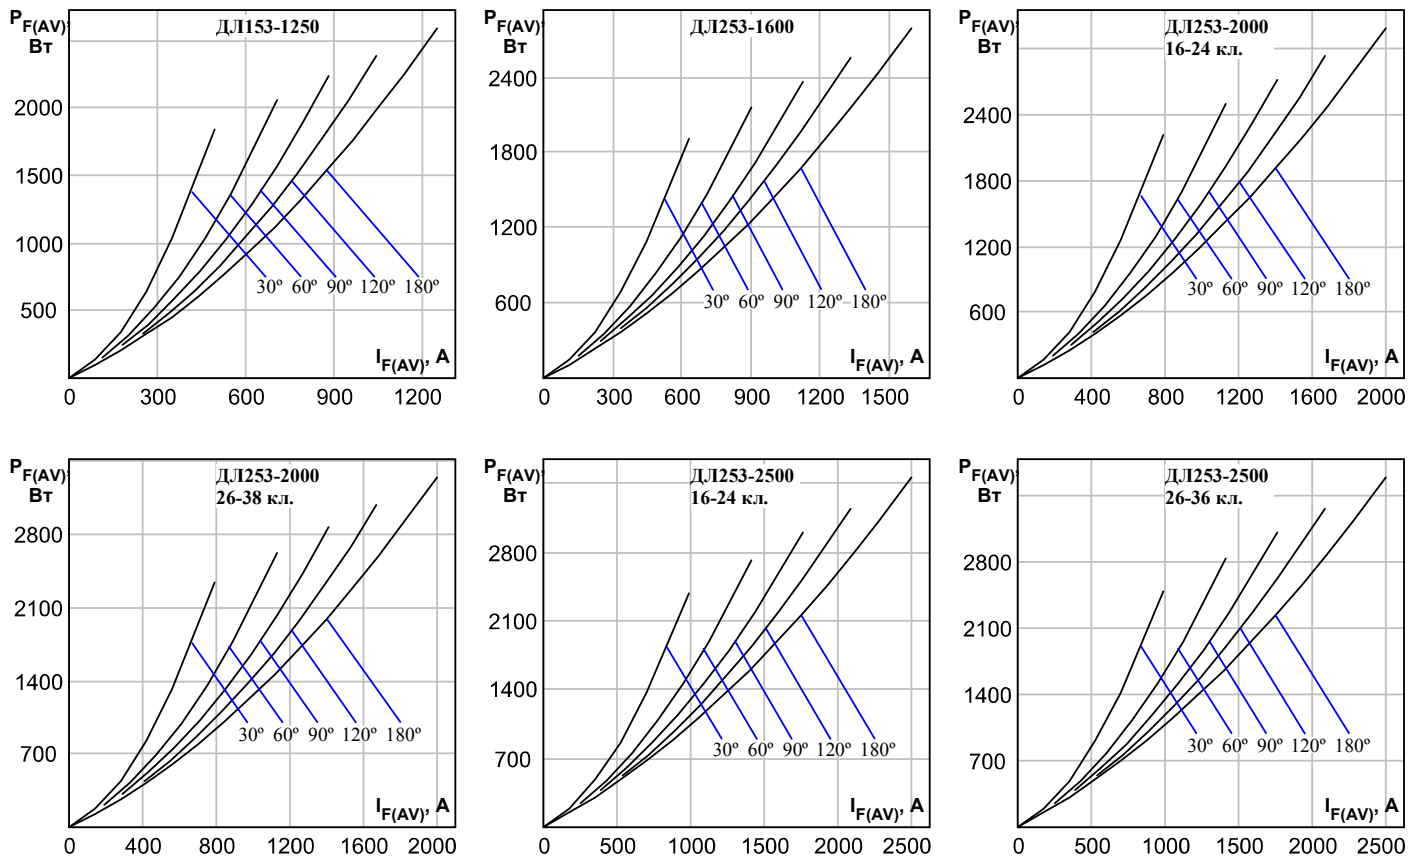 P F(AV), ДЛ153-1250
Вт
2000
1500
1000
500
30º 60º 90º 120º 180º
I F(AV), А
0 300 600 900 1200
P F(AV), ДЛ253-1600
Вт
2400
1800
1200
600
30º 60º 90º 120º 180º
I F(AV), А
0 300 600 900 1200 1500
P F(AV), ДЛ253-2000
Вт 16-24 кл.
2400
1800
1200
600
30º 60º 90º 120º 180º
I F(AV), А
0 400 800 1200 1600 2000
P F(AV), ДЛ253-2000
Вт 26-38 кл.
2800
2100
1400
700
30º 60º 90º 120º 180º
I F(AV), А
0 400 800 1200 1600 2000
P F(AV), ДЛ253-2500
Вт 16-24 кл.
2800
2100
1400
700
30º 60º 90º 120º 180º
I F(AV), А
0 500 1000 1500 2000 2500
P F(AV), ДЛ253-2500
Вт 26-36 кл.
2800
2100
1400
700
30º 60º 90º 120º 180º
I F(AV), А
0 500 1000 1500 2000 2500